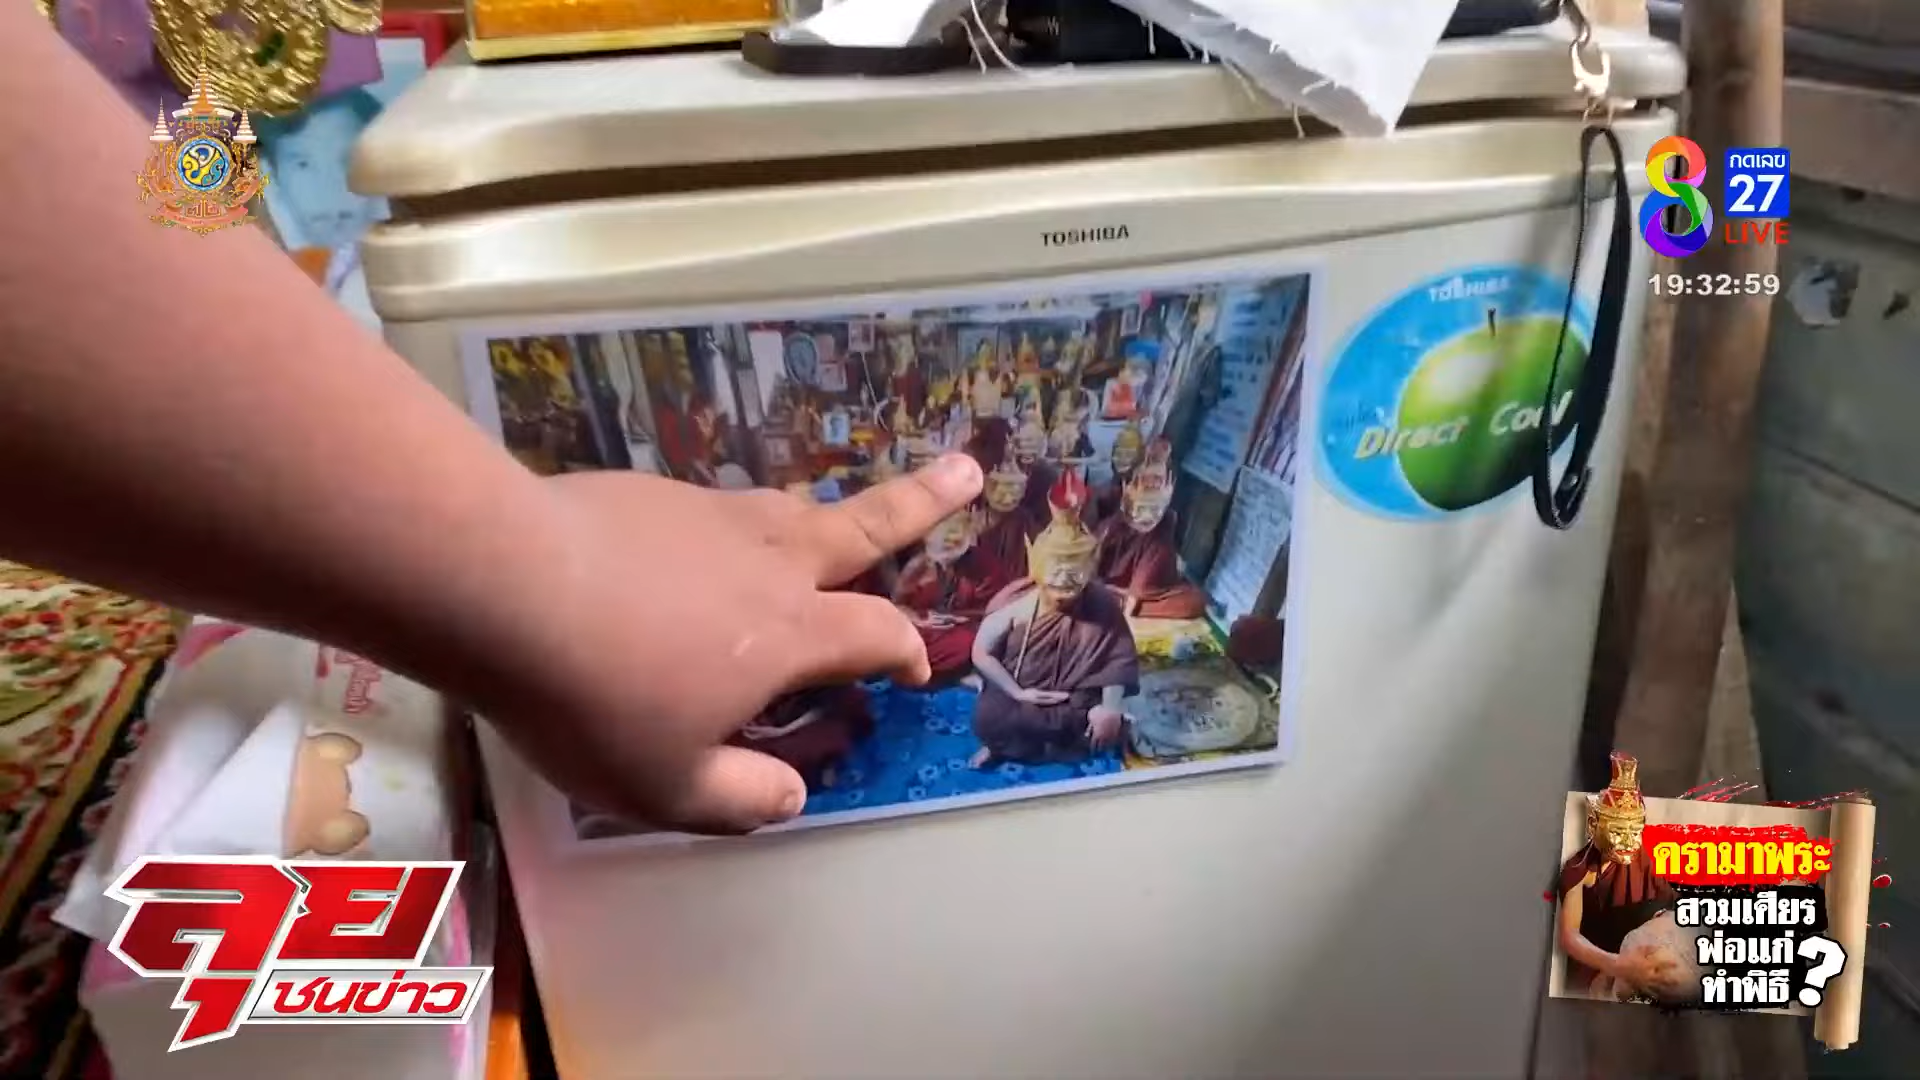 กดเลข
27
LIVE
19:32:59
TOSHIBA
TOSHIBA
Direct Cool
ลุย
ชนข่าว
ดรามาพระ
สวมเศียร
พ่อแก่
ทำพิธี?